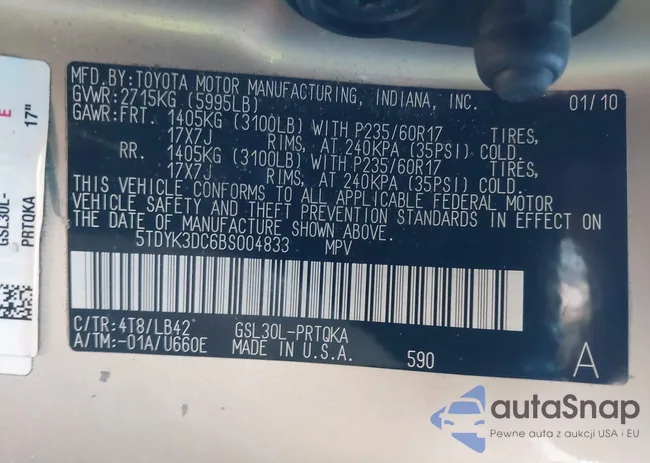 MFD.BY:TOYOTA MOTOR MANUFACTURING, INDIANA, INC. 01/10
GVWR:2715KG (5995LB)
GAWR:FRT. 1405KG (3100LB) WITH P235/60R17 TIRES,
17X7J RIMS, AT 240KPA (35PSI) COLD.
RR. 1405KG (3100LB) WITH P235/60R17 TIRES,
17X7J RIMS, AT 240KPA (35PSI) COLD.
THIS VEHICLE CONFORMS TO ALL APPLICABLE FEDERAL MOTOR
VEHICLE SAFETY AND THEFT PREVENTION STANDARDS IN EFFECT ON
THE DATE OF MANUFACTURE SHOWN ABOVE.
5TDYK3DC6BS004833 MPV
C/TR:4T8/LB42 GSL30L-PRTQKA
A/TM:-01A/U660E MADE IN U.S.A. 590 A
E
17"
GSL30L-
PRTQKA
autaSnap
Pewne auta z aukcji USA i EU